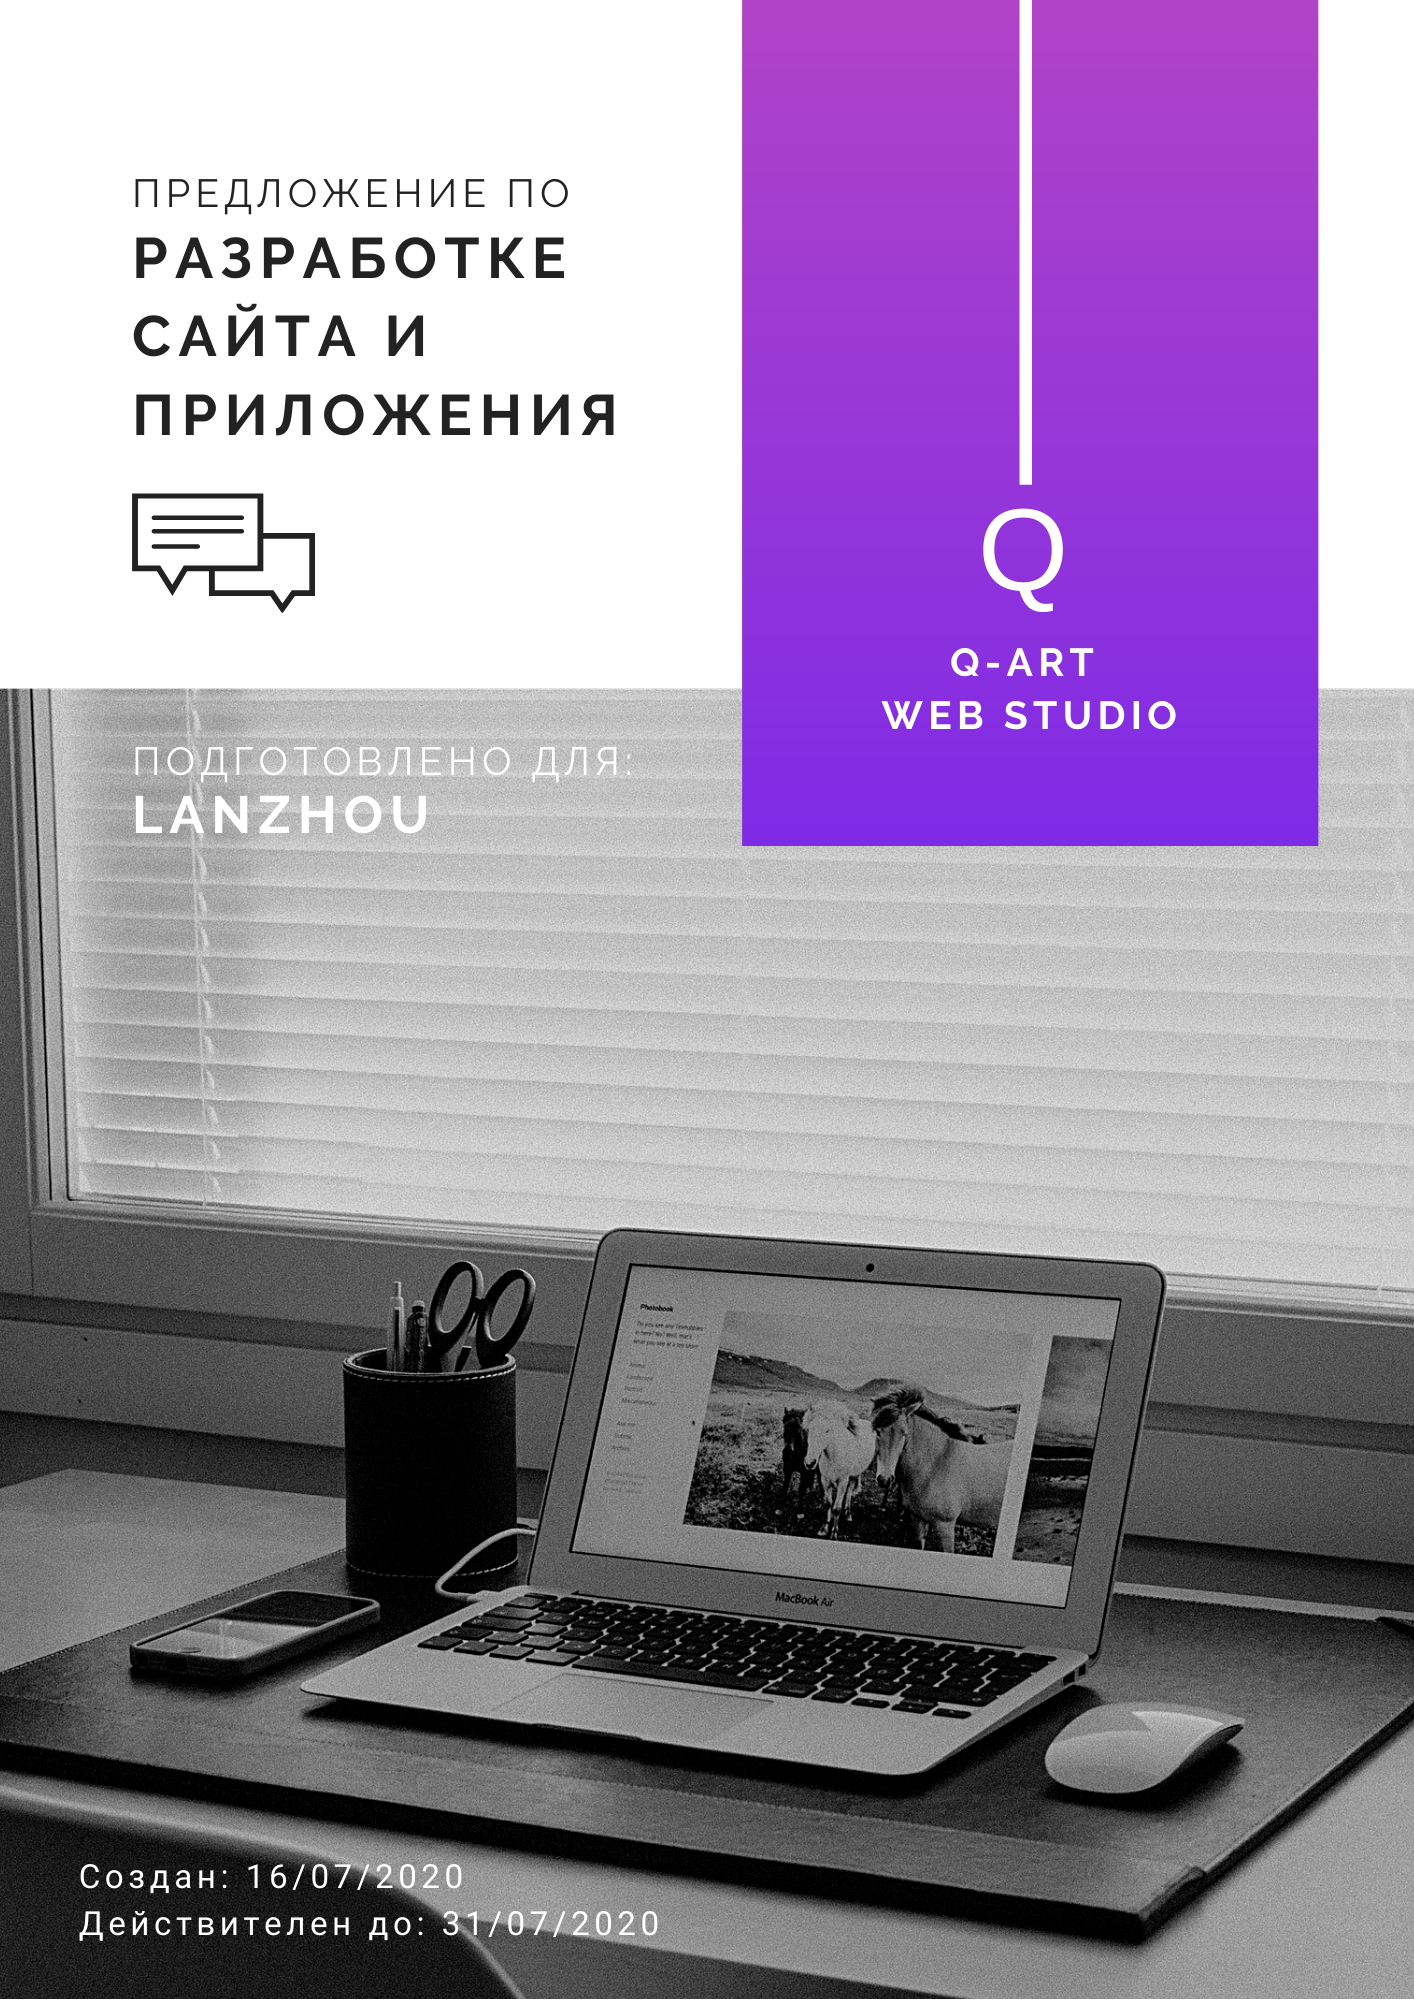 ПРЕДЛОЖЕНИЕ ПО
РАЗРАБОТКЕ
САЙТА И
ПРИЛОЖЕНИЯ
Q
Q-ART
WEB STUDIO
ПОДГОТОВЛЕНО ДЛЯ:
LANZHOU
Photobook
MacBook Air
Создан: 16/07/2020
Действителен до: 31/07/2020